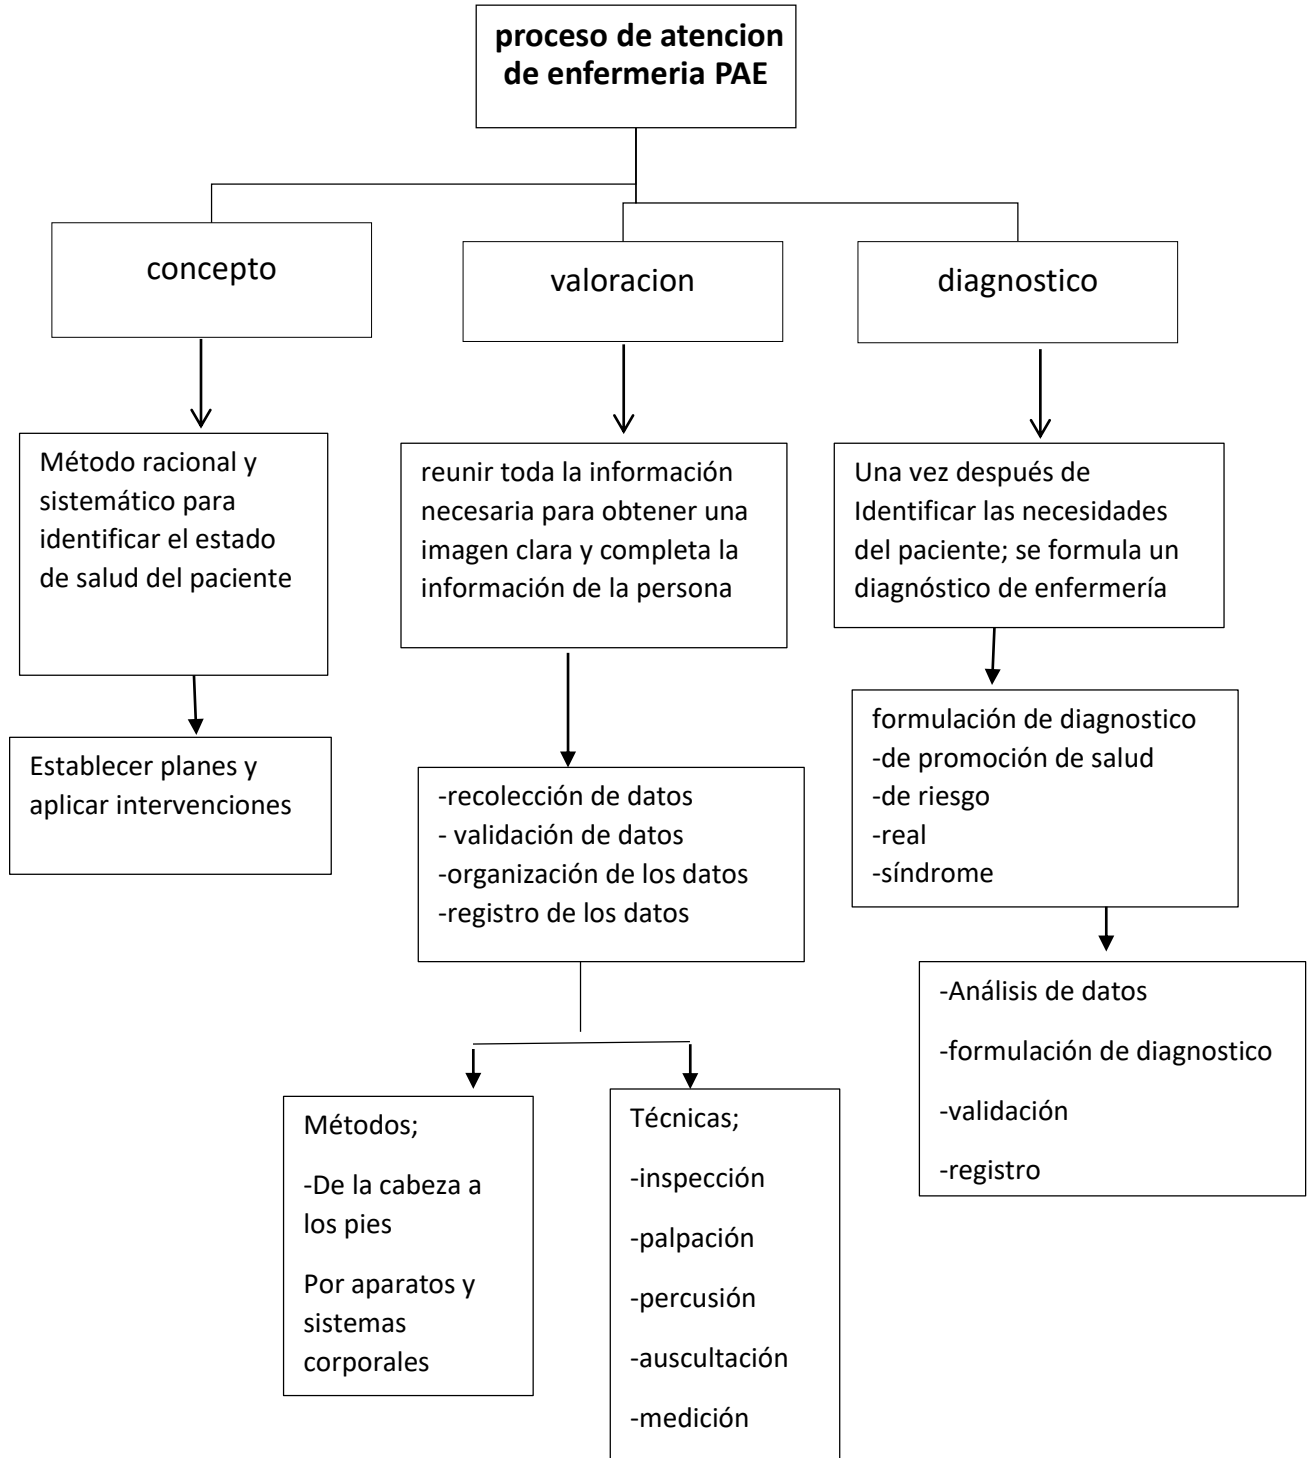 proceso de atencion
de enfermeria PAE
concepto
valoracion
diagnostico
Método racional y
sistemático para
identificar el estado
de salud del paciente
reunir toda la información
necesaria para obtener una
imagen clara y completa la
información de la persona
Una vez después de
Identificar las necesidades
del paciente; se formula un
diagnóstico de enfermería
Establecer planes y
aplicar intervenciones
-recolección de datos
- validación de datos
-organización de los datos
-registro de los datos
formulación de diagnostico
-de promoción de salud
-de riesgo
-real
-síndrome
Métodos;
-De la cabeza a
los pies
Por aparatos y
sistemas
corporales
Técnicas;
-inspección
-palpación
-percusión
-auscultación
-medición
-Análisis de datos
-formulación de diagnostico
-validación
-registro